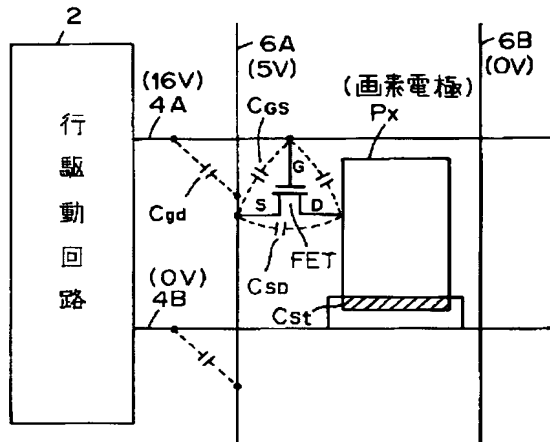 2
行駆動回路
(16V)
4A
(0V)
4B
6A
(5V)
6B
(0V)
(画素電極)
Px
CGS
Cgd
G
S
D
FET
CSD
Cst